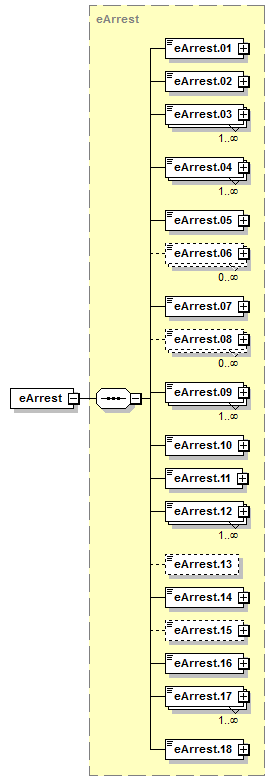 eArrest
eArrest.01
eArrest.02
eArrest.03
1..∞
eArrest.04
1..∞
eArrest.05
eArrest.06
0..∞
eArrest.07
eArrest.08
0..∞
eArrest
eArrest.09
1..∞
eArrest.10
eArrest.11
eArrest.12
1..∞
eArrest.13
eArrest.14
eArrest.15
eArrest.16
eArrest.17
1..∞
eArrest.18